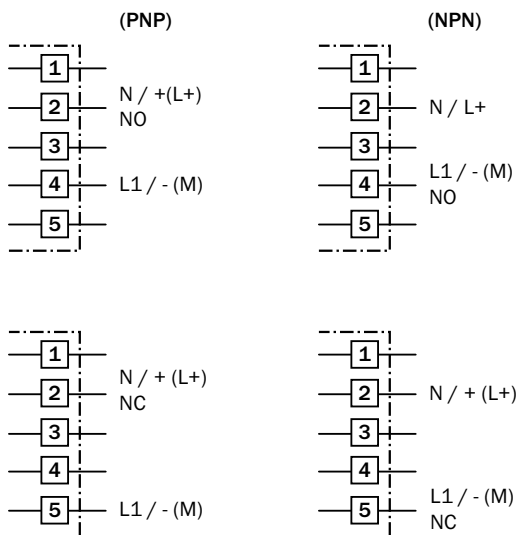 (PNP)
1
2
N / +(L+)
NO
3
4
L1 / - (M)
5
(NPN)
1
2
N / L+
3
4
L1 / - (M)
NO
5
1
2
N / + (L+)
NC
3
4
5
L1 / - (M)
1
2
N / + (L+)
3
4
5
L1 / - (M)
NC